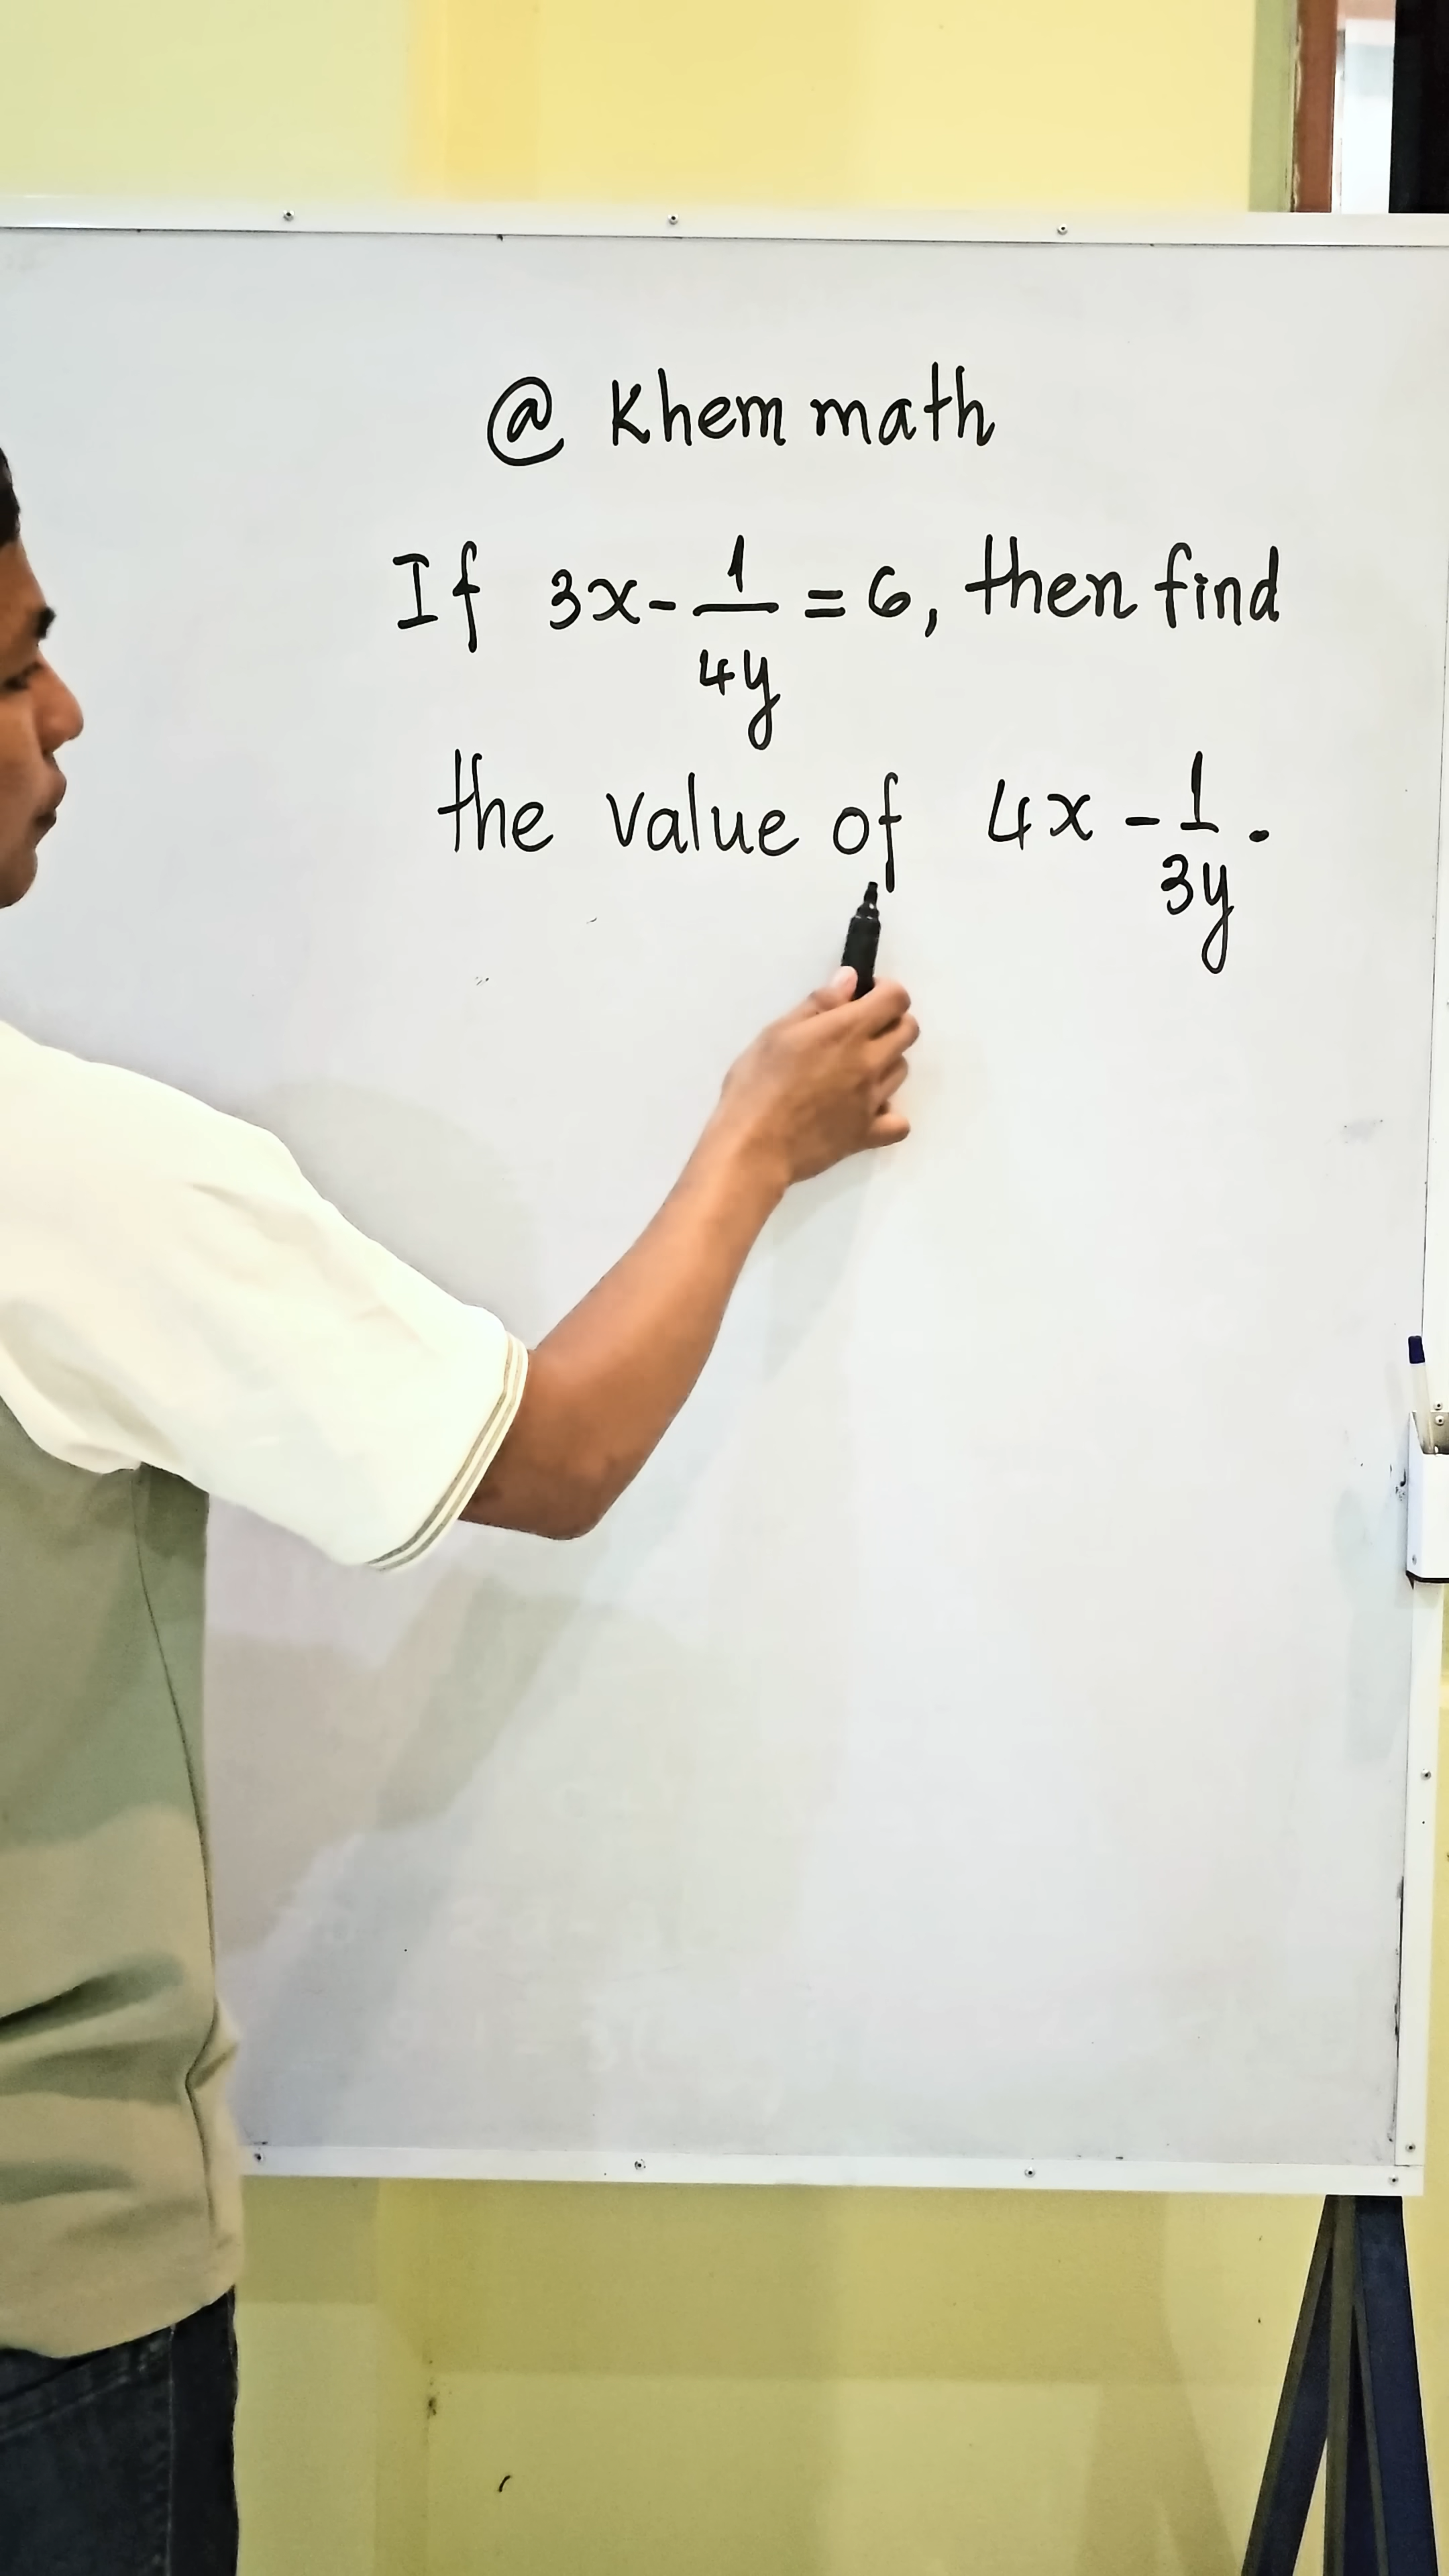 @ Khem math
If 3x - 1/4y = 6, then find
the value of 4x - 1/3y.